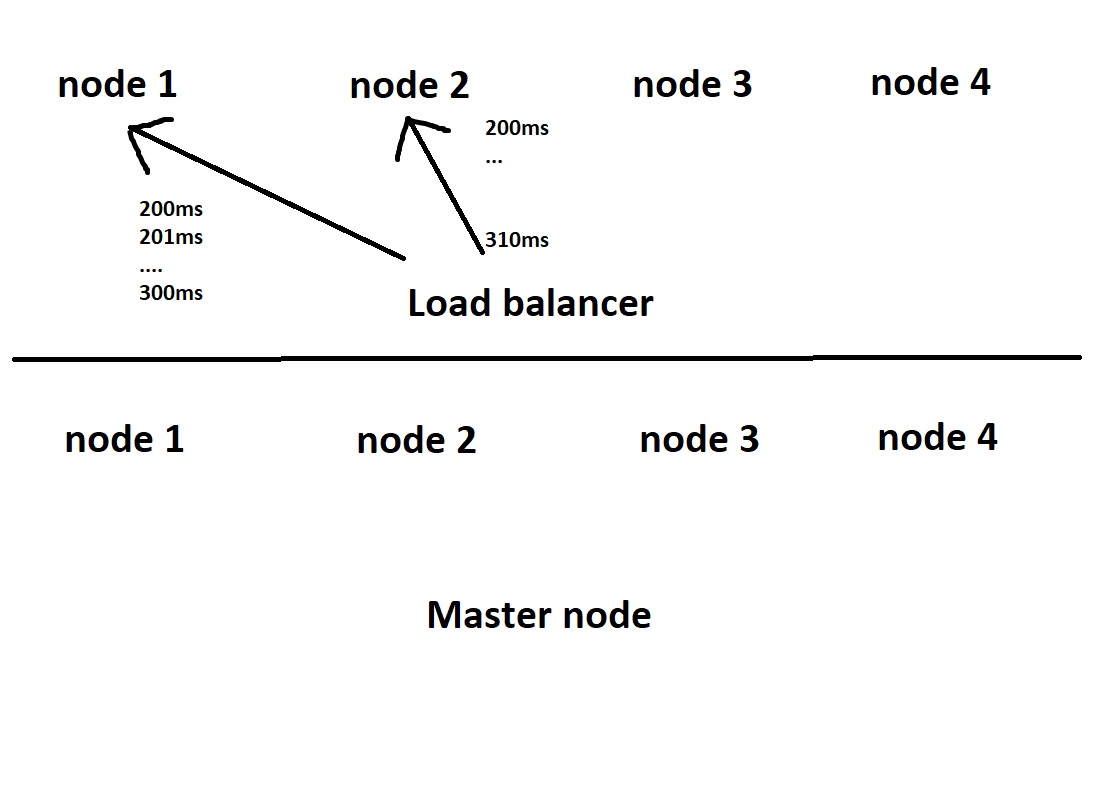 node 1
node 2
node 3
node 4
200ms
...
200ms
201ms
....
300ms
310ms
Load balancer
node 1
node 2
node 3
node 4
Master node